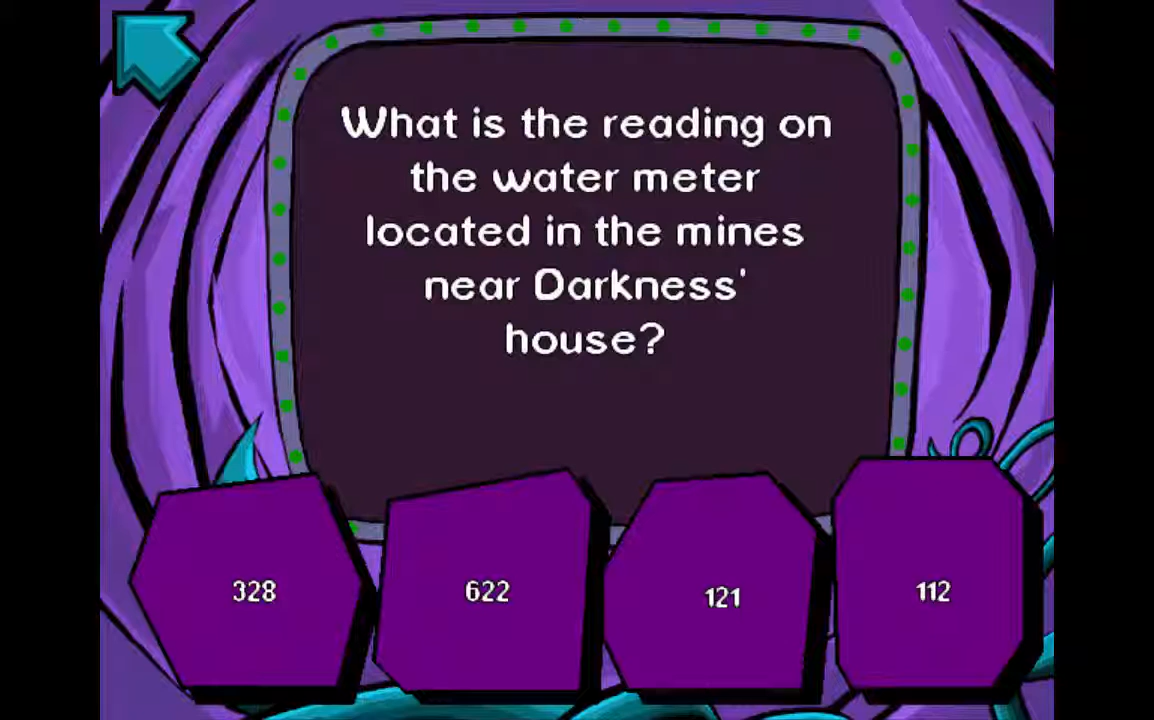 What is the reading on
the water meter
located in the mines
near Darkness'
house?
328
622
121
112